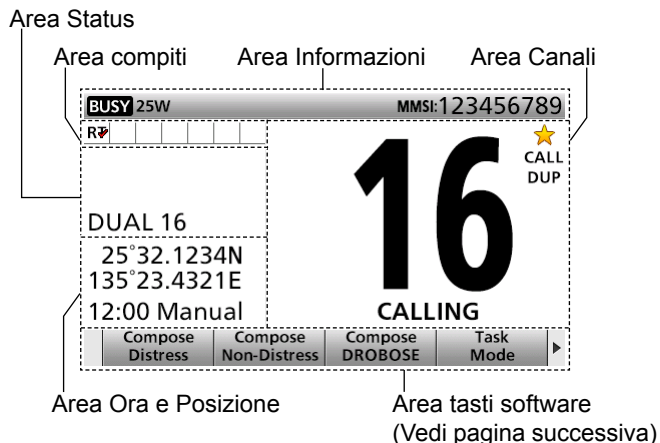 Area Status
Area compiti
Area Informazioni
Area Canali
BUSY 25W
MMSI:123456789
RT
CALL
DUP
16
DUAL 16
25°32.1234N
135°23.4321E
12:00 Manual
CALLING
Compose
Distress
Compose
Non-Distress
Compose
DROBOSE
Task
Mode
Area Ora e Posizione
Area tasti software
(Vedi pagina successiva)